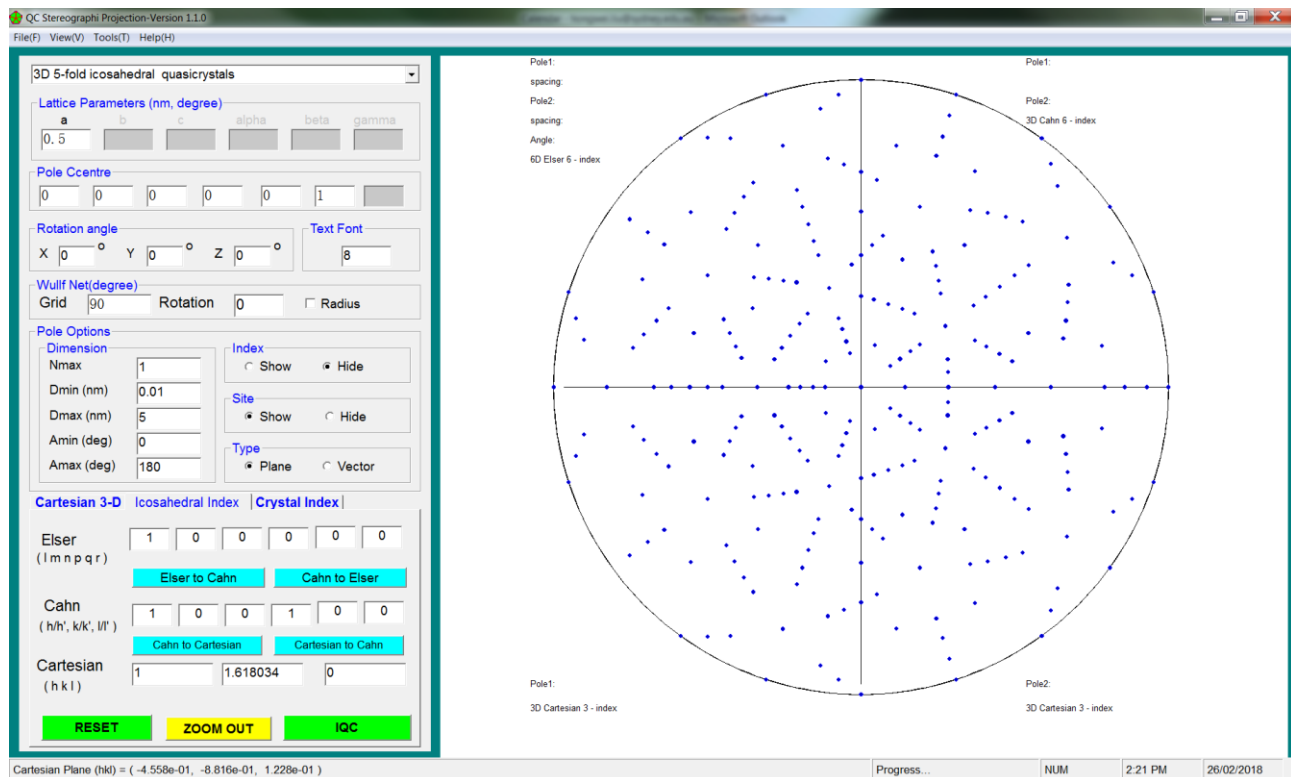 QC Stereographi Projection-Version 1.1.0
File(F) View(V) Tools(T) Help(H)
3D 5-fold icosahedral quasicrystals
Lattice Parameters (nm, degree)
a b c alpha beta gamma
0.5
Pole Ccentre
0 0 0 0 0 1
Rotation angle
X 0 o Y 0 o Z 0 o
Text Font
8
Wullf Net(degree)
Grid 90 Rotation 0 Radius
Pole Options
Dimension
Nmax 1
Dmin (nm) 0.01
Dmax (nm) 5
Amin (deg) 0
Amax (deg) 180
Index
Show Hide
Site
Show Hide
Type
Plane Vector
Cartesian 3-D Icosahedral Index Crystal Index
Elser 1 0 0 0 0 0
( l m n p q r )
Elser to Cahn Cahn to Elser
Cahn 1 0 0 1 0 0
( h/h', k/k', l/l' )
Cahn to Cartesian Cartesian to Cahn
Cartesian 1 1.618034 0
( h k l )
RESET ZOOM OUT IQC
Pole1:
spacing:
Pole2:
spacing:
Angle:
6D Elser 6 - index
Pole1:
Pole2:
3D Cahn 6 - index
Pole1:
3D Cartesian 3 - index
Pole2:
3D Cartesian 3 - index
Cartesian Plane (hkl) = ( -4.558e-01, -8.816e-01, 1.228e-01 ) Progress... NUM 2:21 PM 26/02/2018